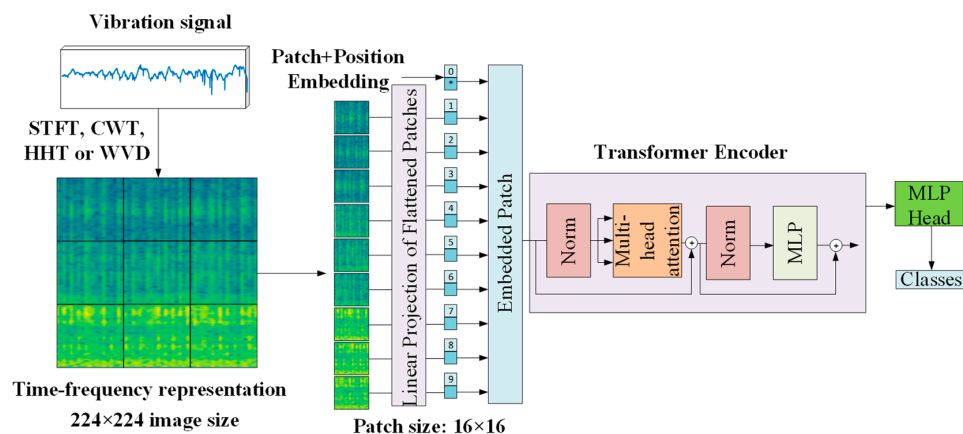 Vibration signal
STFT, CWT,
HHT or WVD
Time-frequency representation
224×224 image size
Patch+Position
Embedding
Linear Projection of Flattened Patches
0
*
1
2
3
4
5
6
7
8
9
Patch size: 16×16
Embedded Patch
Transformer Encoder
Norm
Multi-
head
attention
+
Norm
MLP
+
MLP
Head
Classes